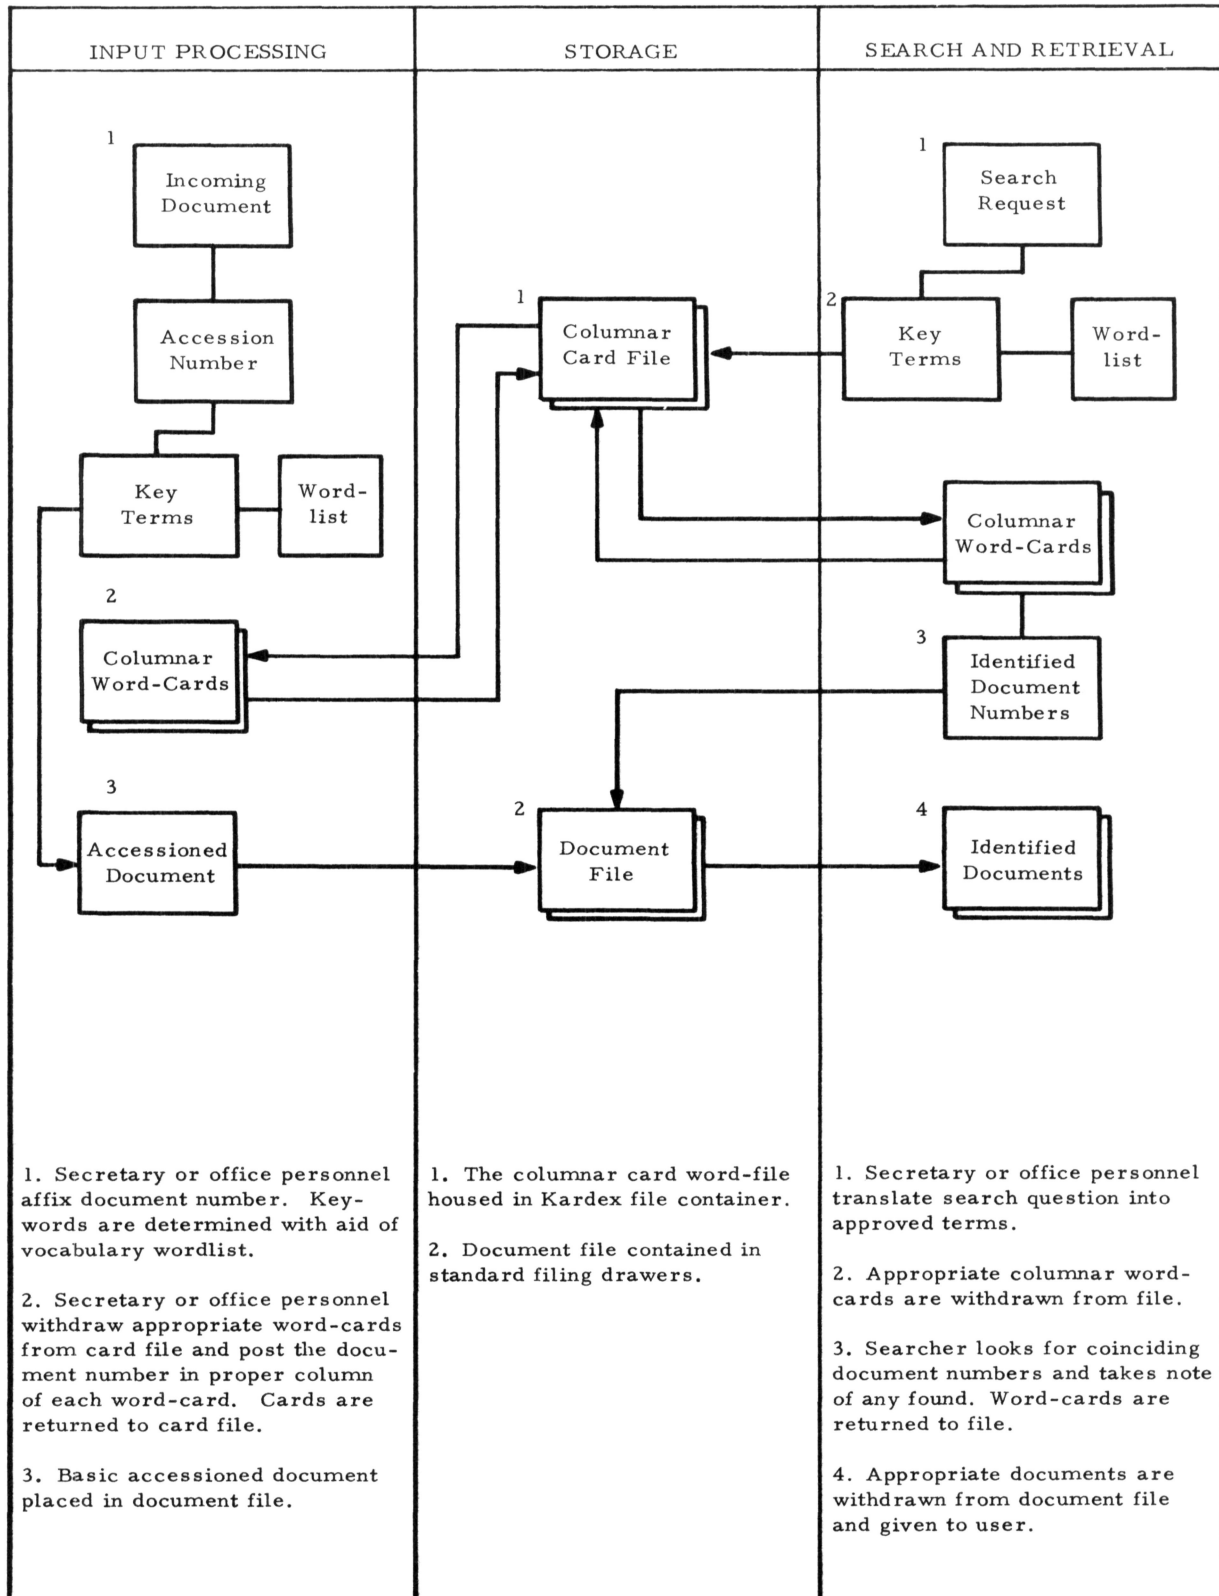 INPUT PROCESSING
STORAGE
SEARCH AND RETRIEVAL
1
Incoming
Document
Accession
Number
Key
Terms
Word-
list
2
Columnar
Word-Cards
3
Accessioned
Document
1
Columnar
Card File
2
Document
File
1
Search
Request
2
Key
Terms
Word-
list
Columnar
Word-Cards
3
Identified
Document
Numbers
4
Identified
Documents
1. Secretary or office personnel
affix document number. Key-
words are determined with aid of
vocabulary wordlist.
2. Secretary or office personnel
withdraw appropriate word-cards
from card file and post the docu-
ment number in proper column
of each word-card. Cards are
returned to card file.
3. Basic accessioned document
placed in document file.
1. The columnar card word-file
housed in Kardex file container.
2. Document file contained in
standard filing drawers.
1. Secretary or office personnel
translate search question into
approved terms.
2. Appropriate columnar word-
cards are withdrawn from file.
3. Searcher looks for coinciding
document numbers and takes note
of any found. Word-cards are
returned to file.
4. Appropriate documents are
withdrawn from document file
and given to user.